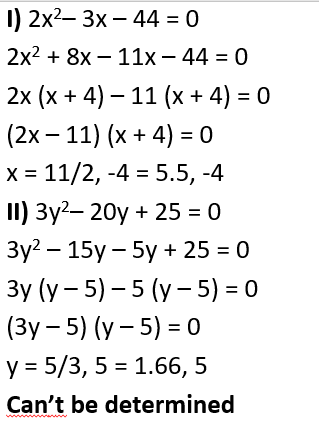 I) 2x²– 3x – 44 = 0
2x² + 8x – 11x – 44 = 0
2x (x + 4) – 11 (x + 4) = 0
(2x – 11) (x + 4) = 0
x = 11/2, -4 = 5.5, -4
II) 3y²– 20y + 25 = 0
3y² – 15y – 5y + 25 = 0
3y (y – 5) – 5 (y – 5) = 0
(3y – 5) (y – 5) = 0
y = 5/3, 5 = 1.66, 5
Can’t be determined